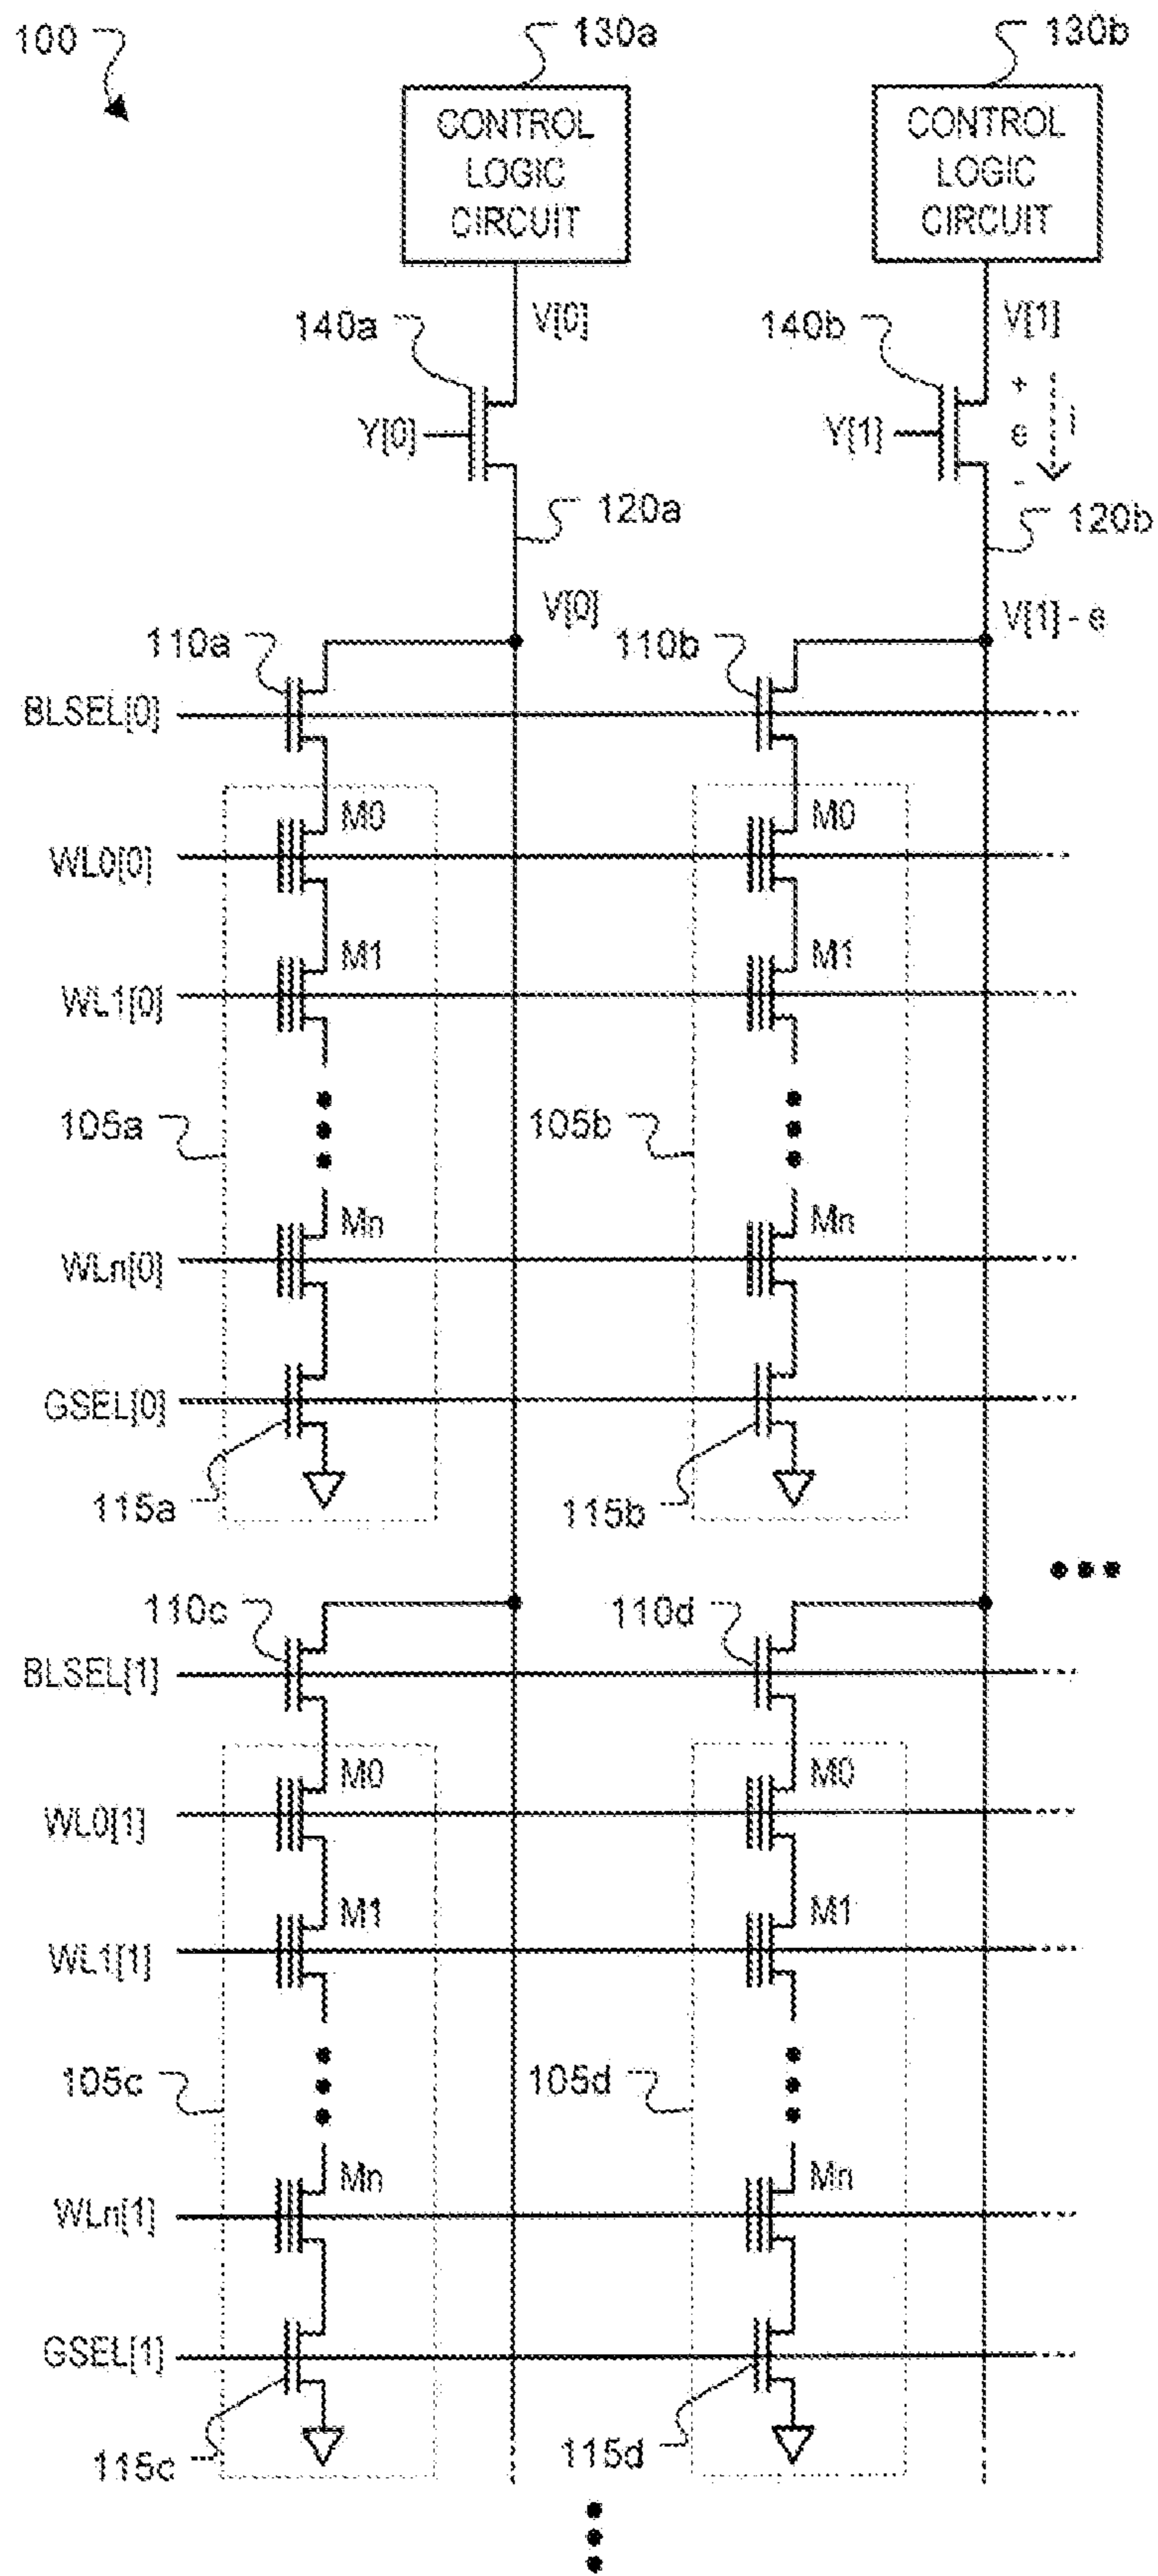 100
130a
130b
CONTROL
LOGIC
CIRCUIT
CONTROL
LOGIC
CIRCUIT
140a
V[0]
140b
V[1]
Y[0]
Y[1]
+
e
-
i
120a
120b
110a
V[0]
110b
V[1] - e
BLSEL[0]
M0
M0
WL0[0]
M1
M1
WL1[0]
105a
105b
Mn
Mn
WLn[0]
GSEL[0]
115a
115b
110c
110d
BLSEL[1]
M0
M0
WL0[1]
M1
M1
WL1[1]
105c
105d
Mn
Mn
WLn[1]
GSEL[1]
115c
115d